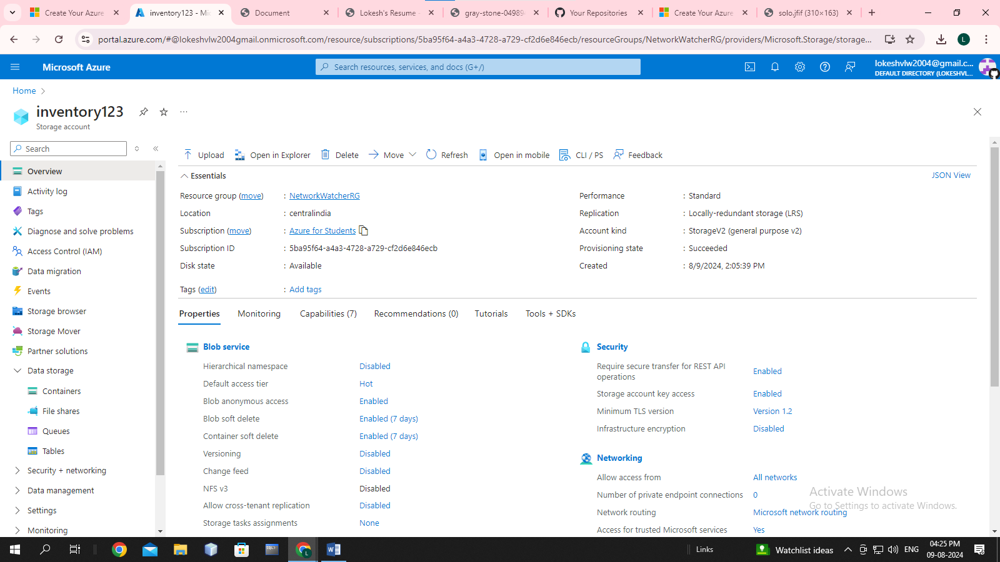 Create Your Azure
inventory123 - Mic
Document
Lokesh's Resume -
gray-stone-04989
Your Repositories
Create Your Azure
solo.jfif (310×163)
portal.azure.com/#@lokeshvlw2004gmail.onmicrosoft.com/resource/subscriptions/5ba95f64-a4a3-4728-a729-cf2d6e846ecb/resourceGroups/NetworkWatcherRG/providers/Microsoft.Storage/storage...
L
Microsoft Azure
Search resources, services, and docs (G+/)
lokeshvlw2004@gmail.c...
DEFAULT DIRECTORY (LOKESHVL...
Home
inventory123
Storage account
Search
Overview
Activity log
Tags
Diagnose and solve problems
Access Control (IAM)
Data migration
Events
Storage browser
Storage Mover
Partner solutions
Data storage
Containers
File shares
Queues
Tables
Security + networking
Data management
Settings
Monitoring
Upload
Open in Explorer
Delete
Move
Refresh
Open in mobile
CLI / PS
Feedback
Essentials
JSON View
Resource group (move) : NetworkWatcherRG
Location : centralindia
Subscription (move) : Azure for Students
Subscription ID : 5ba95f64-a4a3-4728-a729-cf2d6e846ecb
Disk state : Available
Tags (edit) : Add tags
Performance : Standard
Replication : Locally-redundant storage (LRS)
Account kind : StorageV2 (general purpose v2)
Provisioning state : Succeeded
Created : 8/9/2024, 2:05:39 PM
Properties
Monitoring
Capabilities (7)
Recommendations (0)
Tutorials
Tools + SDKs
Blob service
Hierarchical namespace Disabled
Default access tier Hot
Blob anonymous access Enabled
Blob soft delete Enabled (7 days)
Container soft delete Enabled (7 days)
Versioning Disabled
Change feed Disabled
NFS v3 Disabled
Allow cross-tenant replication Disabled
Storage tasks assignments None
Security
Require secure transfer for REST API
operations Enabled
Storage account key access Enabled
Minimum TLS version Version 1.2
Infrastructure encryption Disabled
Networking
Allow access from All networks
Number of private endpoint connections 0
Network routing Microsoft network routing
Access for trusted Microsoft services Yes
Activate Windows
Go to Settings to activate Windows.
Links
Watchlist ideas
ENG
04:25 PM
09-08-2024